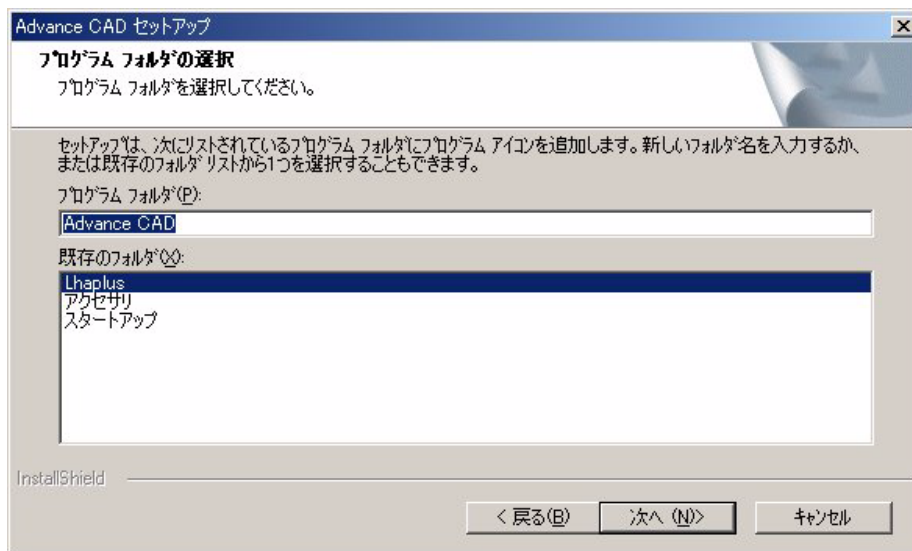 Advance CAD セットアップ
プログラム フォルダの選択
プログラム フォルダを選択してください。
セットアップは、次にリストされているプログラム フォルダにプログラム アイコンを追加します。新しいフォルダ名を入力するか、
または既存のフォルダ リストから1つを選択することもできます。
プログラム フォルダ(P):
Advance CAD
既存のフォルダ(X):
Lhaplus
アクセサリ
スタートアップ
InstallShield
< 戻る(B)
次へ (N)>
キャンセル